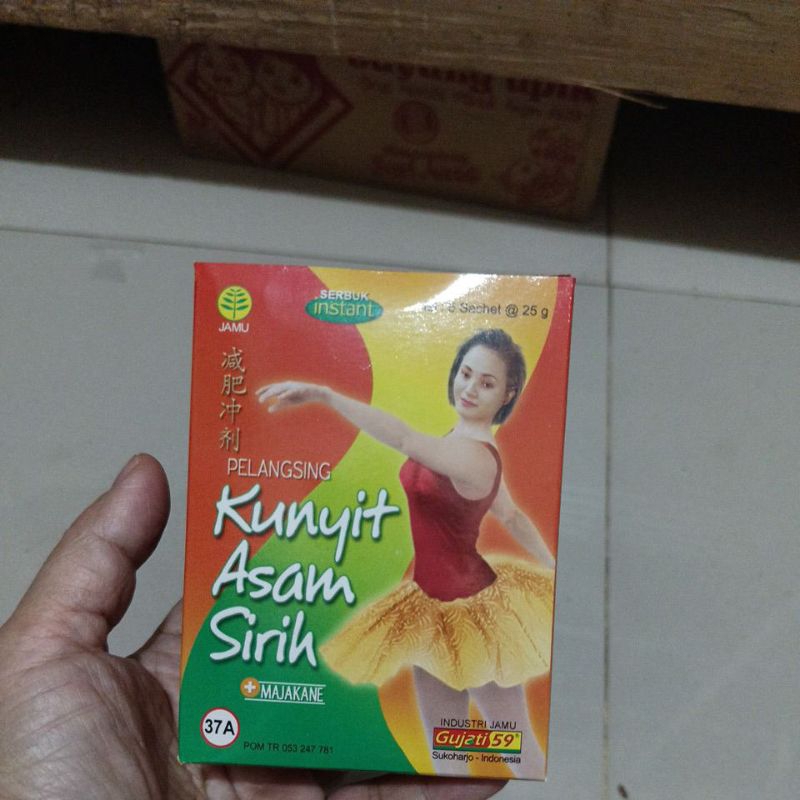 SERBUK
instant
Sachet @ 25 g
JAMU
减肥冲剂
PELANGSING
Kunyit
Asam
Sirih
+ MAJAKANE
37A
POM TR 053 247 781
INDUSTRI JAMU
Gujati 59®
Sukoharjo - Indonesia